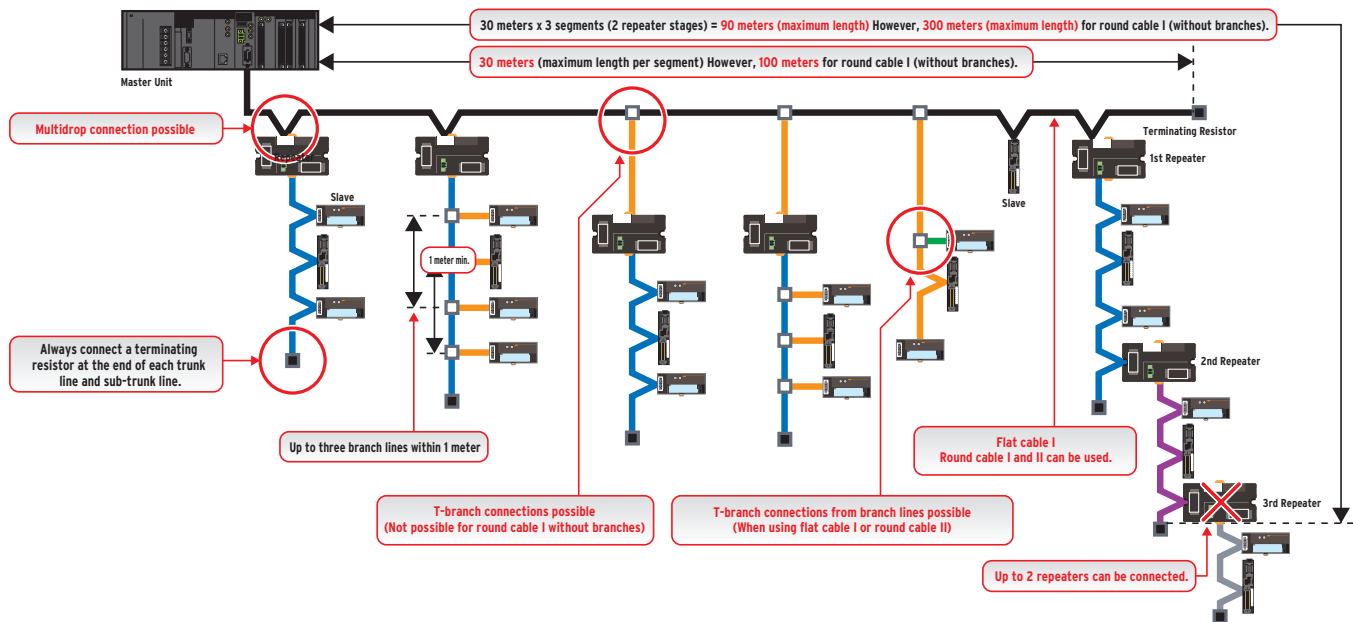 30 meters x 3 segments (2 repeater stages) = 90 meters (maximum length) However, 300 meters (maximum length) for round cable I (without branches).
30 meters (maximum length per segment) However, 100 meters for round cable I (without branches).
Master Unit
Multidrop connection possible
Terminating Resistor
Repeater
1st Repeater
Slave
Slave
1 meter min.
Always connect a terminating
resistor at the end of each trunk
line and sub-trunk line.
2nd Repeater
Up to three branch lines within 1 meter
Flat cable I
Round cable I and II can be used.
T-branch connections possible
(Not possible for round cable I without branches)
T-branch connections from branch lines possible
(When using flat cable I or round cable II)
3rd Repeater
Up to 2 repeaters can be connected.